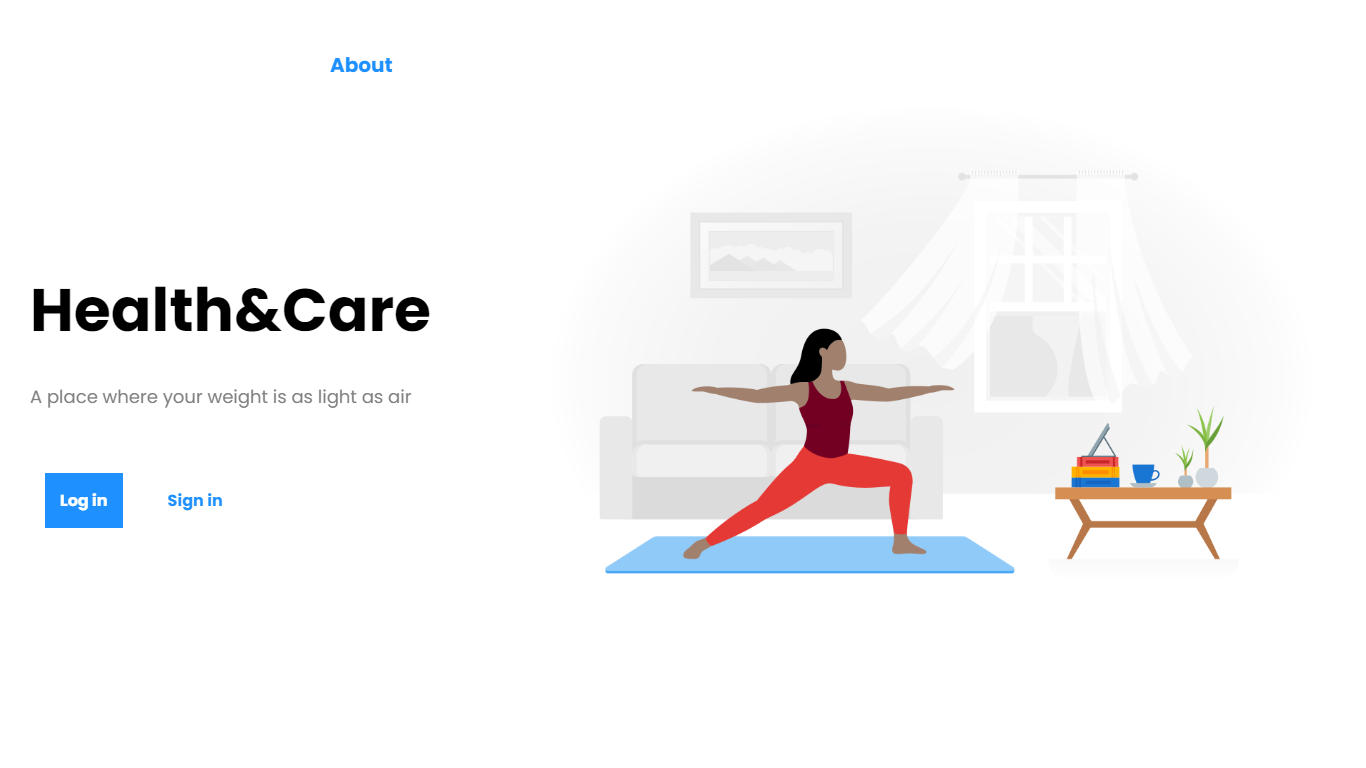 About
Health&Care
A place where your weight is as light as air
Log in
Sign in